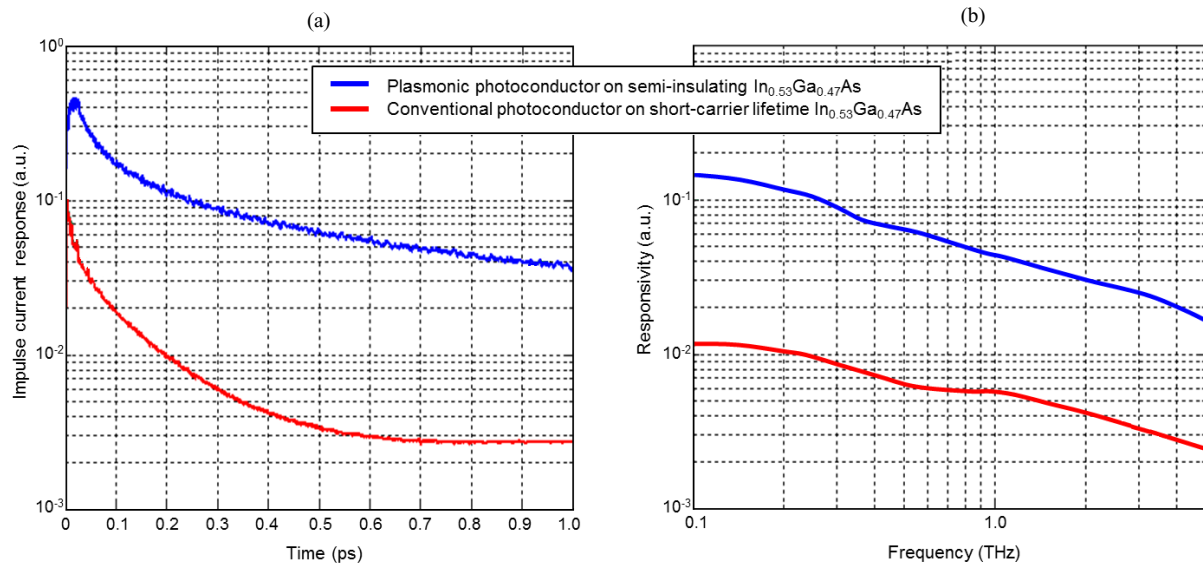 (a)
(b)
Plasmonic photoconductor on semi-insulating In0.53Ga0.47As
Conventional photoconductor on short-carrier lifetime In0.53Ga0.47As
Impulse current response (a.u.)
10^0
10^-1
10^-2
10^-3
0 0.1 0.2 0.3 0.4 0.5 0.6 0.7 0.8 0.9 1.0
Time (ps)
Responsivity (a.u.)
10^-1
10^-2
10^-3
0.1 1.0
Frequency (THz)